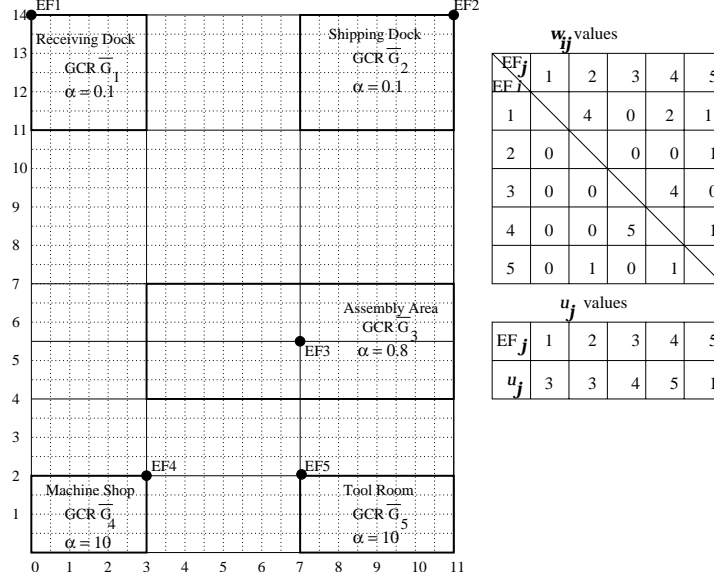 EF1
EF2
Receiving Dock
GCR G̅1
α = 0.1
Shipping Dock
GCR G̅2
α = 0.1
Assembly Area
GCR G̅3
α = 0.8
EF3
EF4
EF5
Machine Shop
GCR G̅4
α = 10
Tool Room
GCR G̅5
α = 10
14
13
12
11
10
9
8
7
6
5
4
3
2
1
0 1 2 3 4 5 6 7 8 9 10 11
wij values
EFj 1 2 3 4 5
EFi
1 4 0 2 1
2 0 0 0 1
3 0 0 4 0
4 0 0 5 1
5 0 1 0 1
uj values
EFj 1 2 3 4 5
uj 3 3 4 5 1